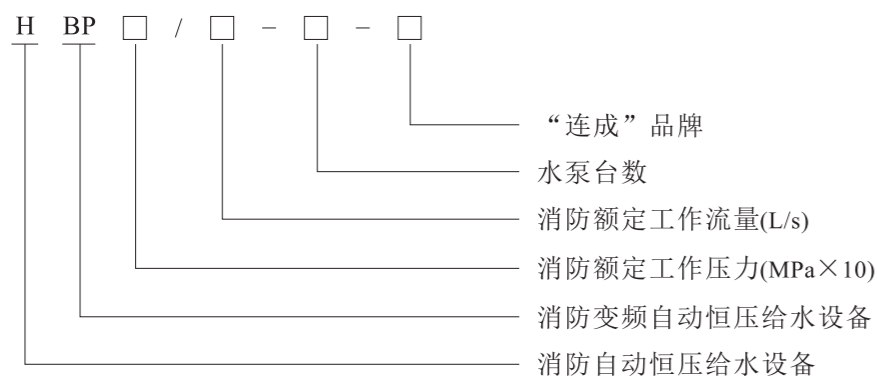 H BP □ / □ – □ – □
“连成”品牌
水泵台数
消防额定工作流量(L/s)
消防额定工作压力(MPa×10)
消防变频自动恒压给水设备
消防自动恒压给水设备